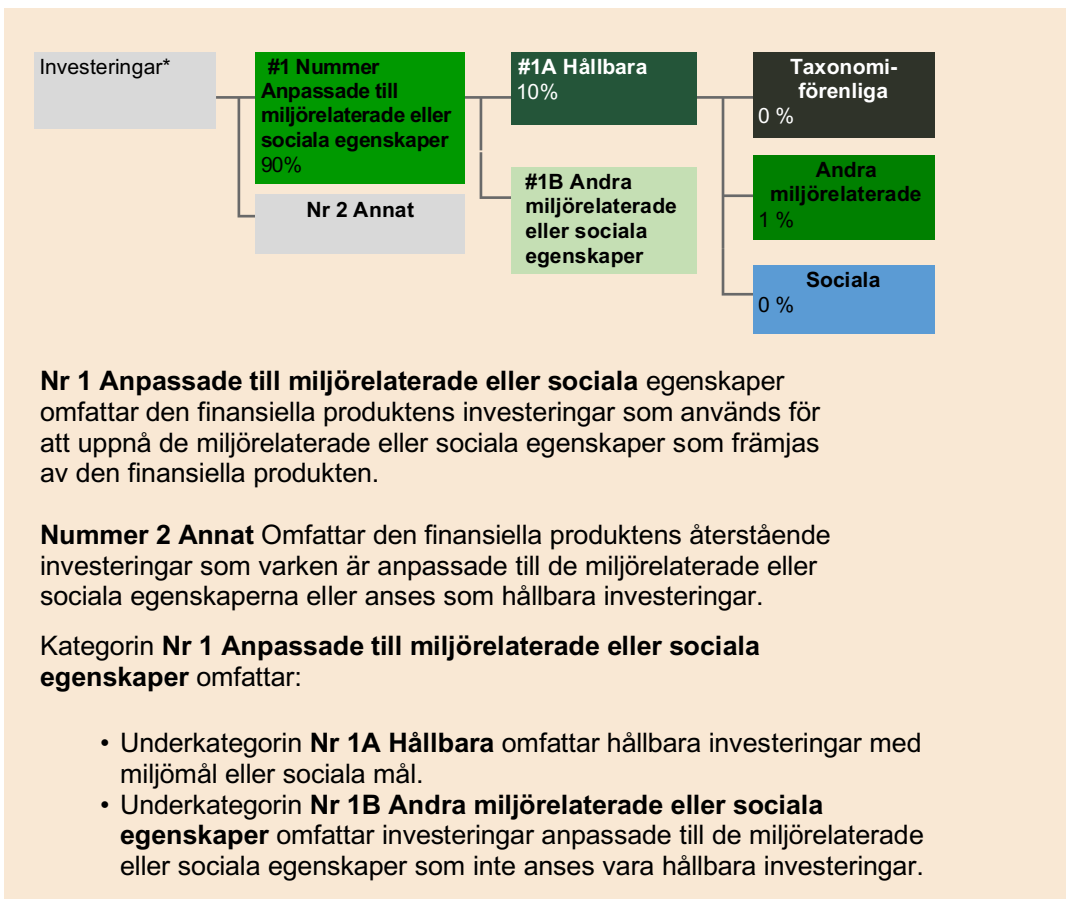 Investeringar*
#1 Nummer
Anpassade till
miljörelaterade eller
sociala egenskaper
90%
Nr 2 Annat
#1A Hållbara
10%
#1B Andra
miljörelaterade
eller sociala
egenskaper
Taxonomi-
förenliga
0 %
Andra
miljörelaterade
1 %
Sociala
0 %
Nr 1 Anpassade till miljörelaterade eller sociala egenskaper
omfattar den finansiella produktens investeringar som används för
att uppnå de miljörelaterade eller sociala egenskaper som främjas
av den finansiella produkten.
Nummer 2 Annat Omfattar den finansiella produktens återstående
investeringar som varken är anpassade till de miljörelaterade eller
sociala egenskaperna eller anses som hållbara investeringar.
Kategorin Nr 1 Anpassade till miljörelaterade eller sociala
egenskaper omfattar:
• Underkategorin Nr 1A Hållbara omfattar hållbara investeringar med
miljömål eller sociala mål.
• Underkategorin Nr 1B Andra miljörelaterade eller sociala
egenskaper omfattar investeringar anpassade till de miljörelaterade
eller sociala egenskaper som inte anses vara hållbara investeringar.